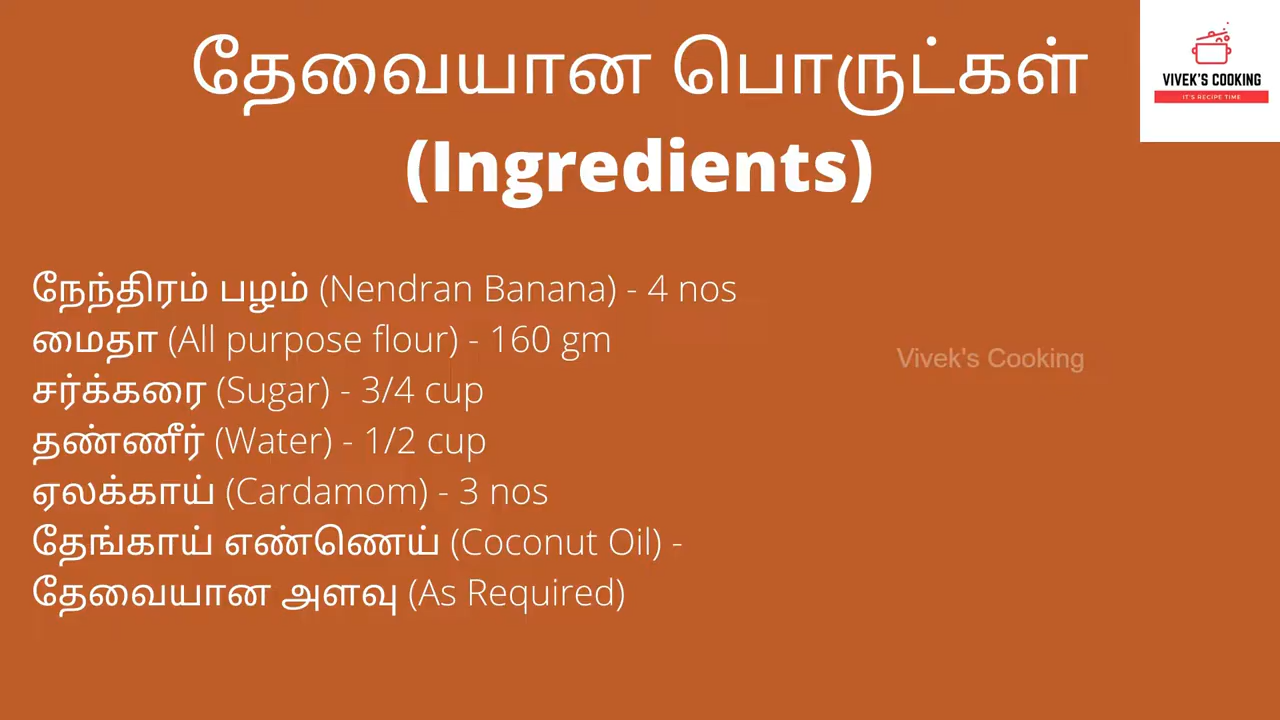 தேவையான பொருட்கள்
(Ingredients)
VIVEK'S COOKING
IT'S RECIPE TIME
நேந்திரம் பழம் (Nendran Banana) - 4 nos
மைதா (All purpose flour) - 160 gm
Vivek's Cooking
சர்க்கரை (Sugar) - 3/4 cup
தண்ணீர் (Water) - 1/2 cup
ஏலக்காய் (Cardamom) - 3 nos
தேங்காய் எண்ணெய் (Coconut Oil) -
தேவையான அளவு (As Required)